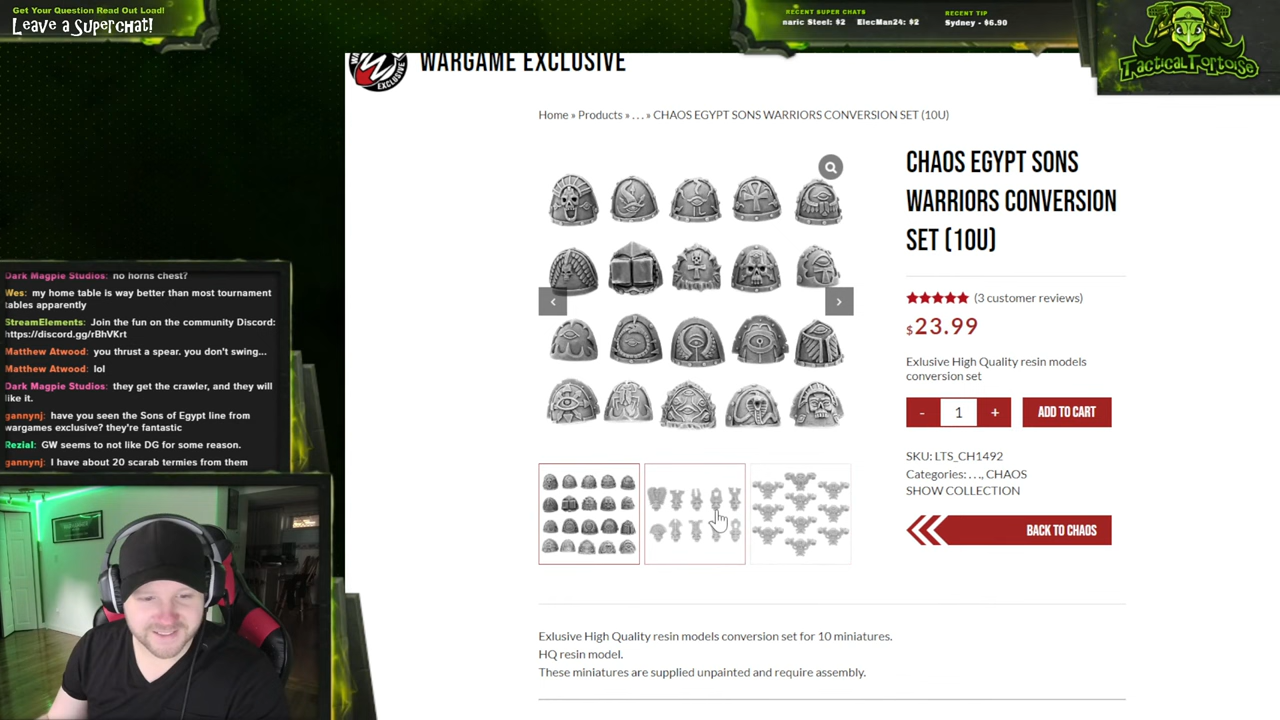 Get Your Question Read Out Loud!
Leave a Superchat!
RECENT SUPER CHATS
naric Steel: $2 ElecMan24: $2
RECENT TIP
Sydney - $6.90
TacticalTortoise
WARGAME EXCLUSIVE
EXCLUSIVE
Home » Products » . . . » CHAOS EGYPT SONS WARRIORS CONVERSION SET (10U)
CHAOS EGYPT SONS
WARRIORS CONVERSION
SET (10U)
(3 customer reviews)
$23.99
Exlusive High Quality resin models
conversion set
- 1 +
ADD TO CART
SKU: LTS_CH1492
Categories: . . ., CHAOS
SHOW COLLECTION
BACK TO CHAOS
Dark Magpie Studios: no horns chest?
Wes: my home table is way better than most tournament
tables apparently
StreamElements: Join the fun on the community Discord:
https://discord.gg/rBhVKrt
Matthew Atwood: you thrust a spear. you don't swing...
Matthew Atwood: lol
Dark Magpie Studios: they get the crawler, and they will
like it.
gannynj: have you seen the Sons of Egypt line from
wargames exclusive? they're fantastic
Rezial: GW seems to not like DG for some reason.
gannynj: I have about 20 scarab termies from them
Exlusive High Quality resin models conversion set for 10 miniatures.
HQ resin model.
These miniatures are supplied unpainted and require assembly.